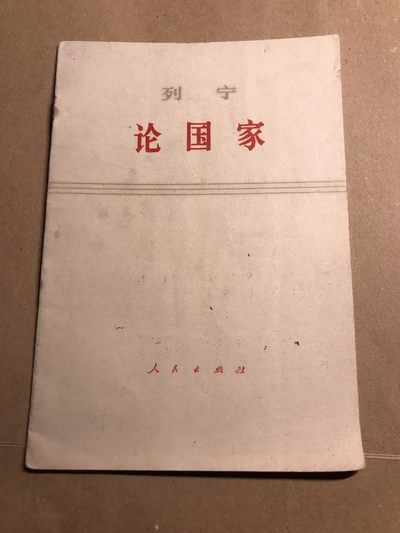 列 宁
论 国 家
人民出版社